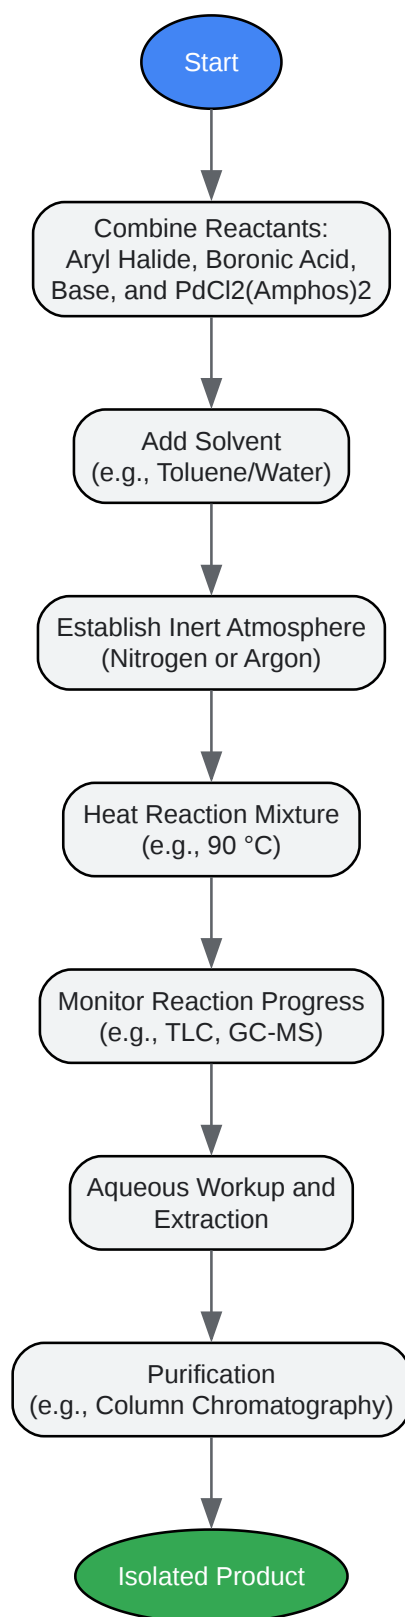 Start
Combine Reactants:
Aryl Halide, Boronic Acid,
Base, and PdCl2(Amphos)2
Add Solvent
(e.g., Toluene/Water)
Establish Inert Atmosphere
(Nitrogen or Argon)
Heat Reaction Mixture
(e.g., 90 °C)
Monitor Reaction Progress
(e.g., TLC, GC-MS)
Aqueous Workup and
Extraction
Purification
(e.g., Column Chromatography)
Isolated Product